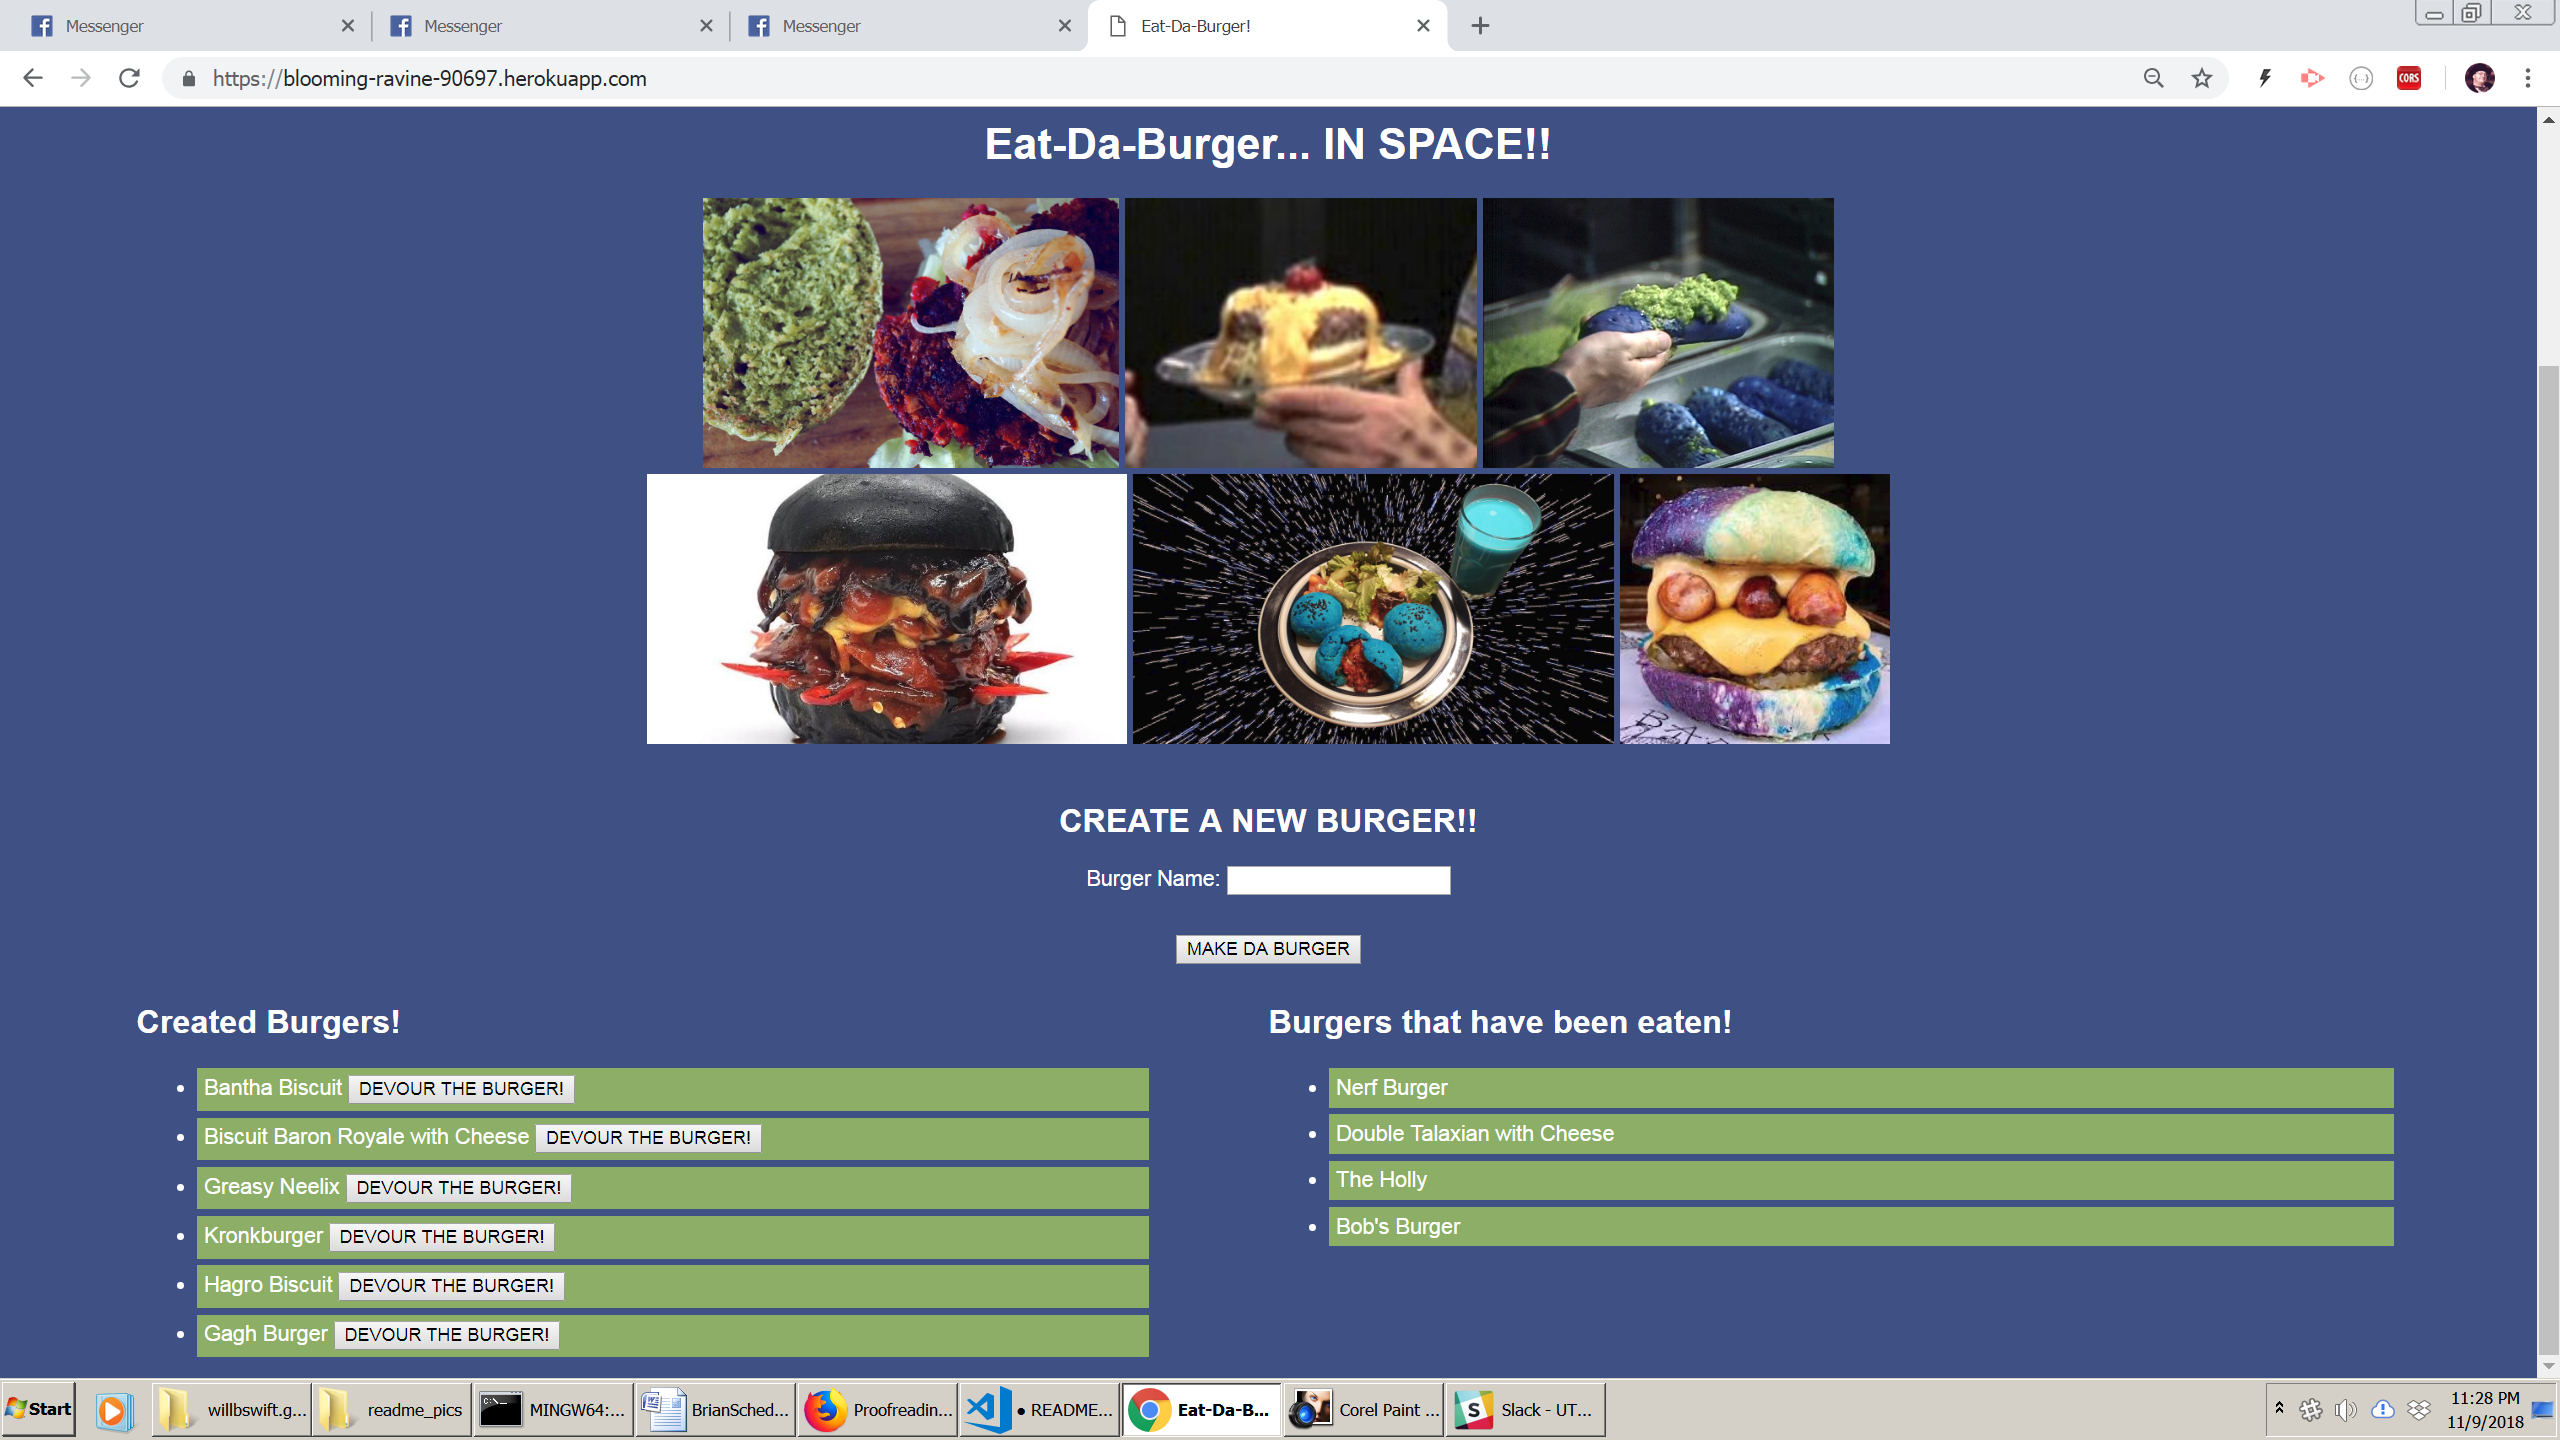 Messenger
Messenger
Messenger
Eat-Da-Burger!
https://blooming-ravine-90697.herokuapp.com
CORS
Eat-Da-Burger... IN SPACE!!
CREATE A NEW BURGER!!
Burger Name:
MAKE DA BURGER
Created Burgers!
Bantha Biscuit DEVOUR THE BURGER!
Biscuit Baron Royale with Cheese DEVOUR THE BURGER!
Greasy Neelix DEVOUR THE BURGER!
Kronkburger DEVOUR THE BURGER!
Hagro Biscuit DEVOUR THE BURGER!
Gagh Burger DEVOUR THE BURGER!
Burgers that have been eaten!
Nerf Burger
Double Talaxian with Cheese
The Holly
Bob's Burger
Start
willbswift.g...
readme_pics
MINGW64:...
BrianSched...
Proofreadin...
● README...
Eat-Da-B...
Corel Paint ...
Slack - UT...
11:28 PM
11/9/2018